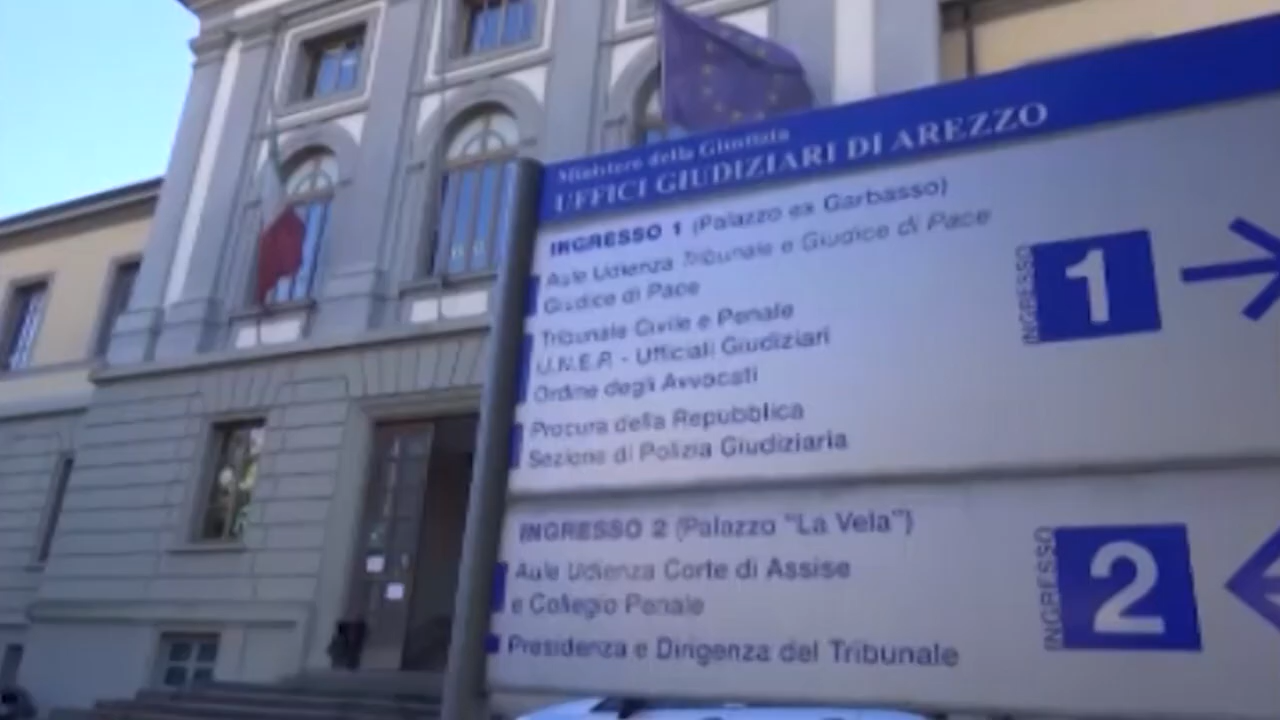 Ministero della Giustizia
UFFICI GIUDIZIARI DI AREZZO
INGRESSO 1 (Palazzo ex Garbasso)
Aule Udienza Tribunale e Giudice di Pace
Giudice di Pace
Tribunale Civile e Penale
U.N.E.P. - Ufficiali Giudiziari
Ordine degli Avvocati
Procura della Repubblica
Sezione di Polizia Giudiziaria
INGRESSO 1
INGRESSO 2 (Palazzo "La Vela")
Aule Udienza Corte di Assise
e Collegio Penale
Presidenza e Dirigenza del Tribunale
INGRESSO 2